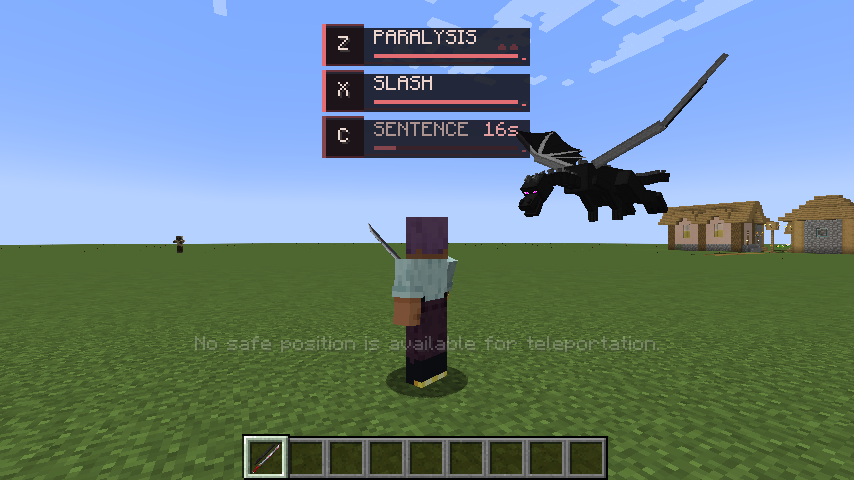 Z PARALYSIS
X SLASH
C SENTENCE 16s
No safe position is available for teleportation.